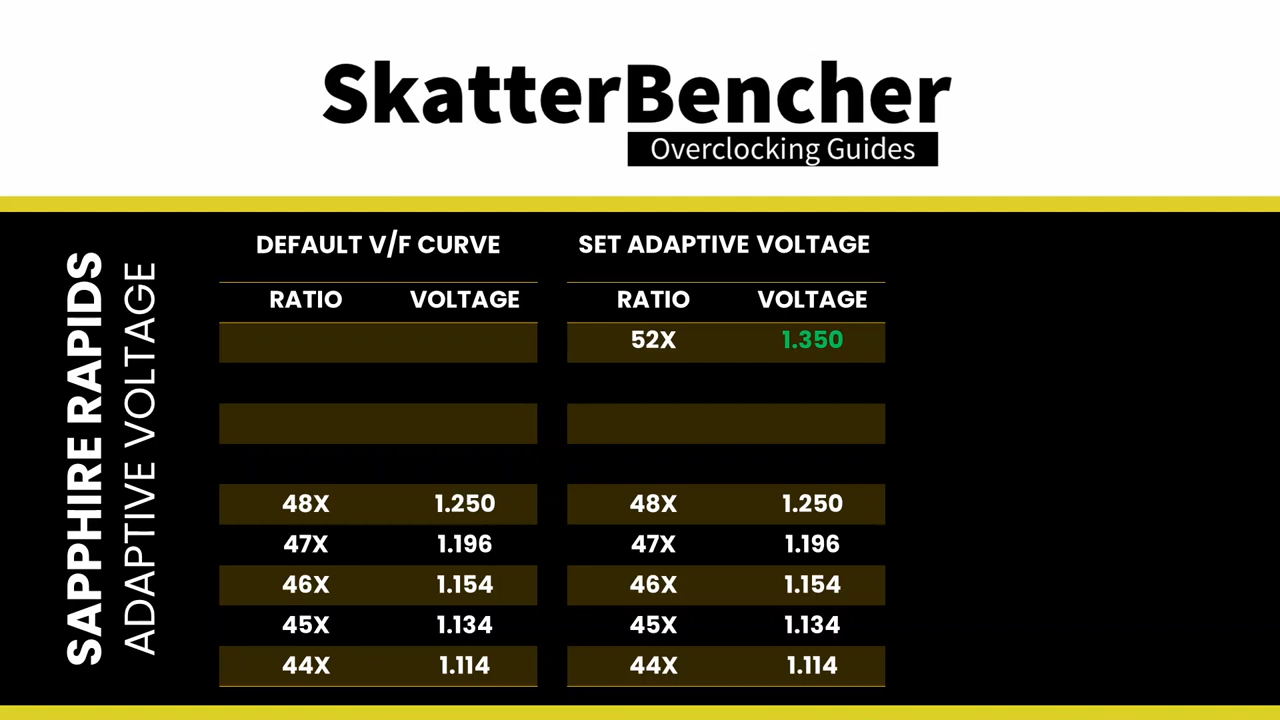 SkatterBencher
Overclocking Guides
SAPPHIRE RAPIDS
ADAPTIVE VOLTAGE
DEFAULT V/F CURVE
RATIO VOLTAGE
48X 1.250
47X 1.196
46X 1.154
45X 1.134
44X 1.114
SET ADAPTIVE VOLTAGE
RATIO VOLTAGE
52X 1.350
48X 1.250
47X 1.196
46X 1.154
45X 1.134
44X 1.114